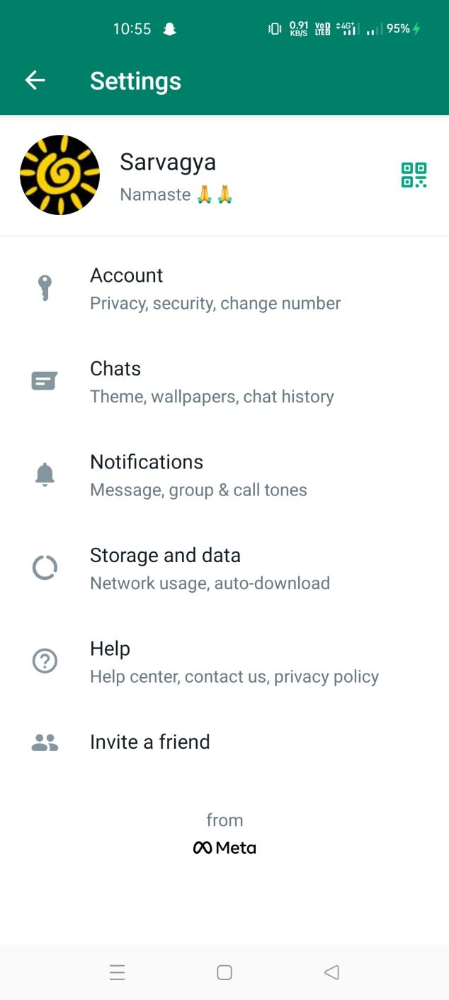 10:55 0.91 KB/S Vo LTE 4G+ 95%
Settings
Sarvagya
Namaste 🙏🙏
Account
Privacy, security, change number
Chats
Theme, wallpapers, chat history
Notifications
Message, group & call tones
Storage and data
Network usage, auto-download
Help
Help center, contact us, privacy policy
Invite a friend
from
Meta